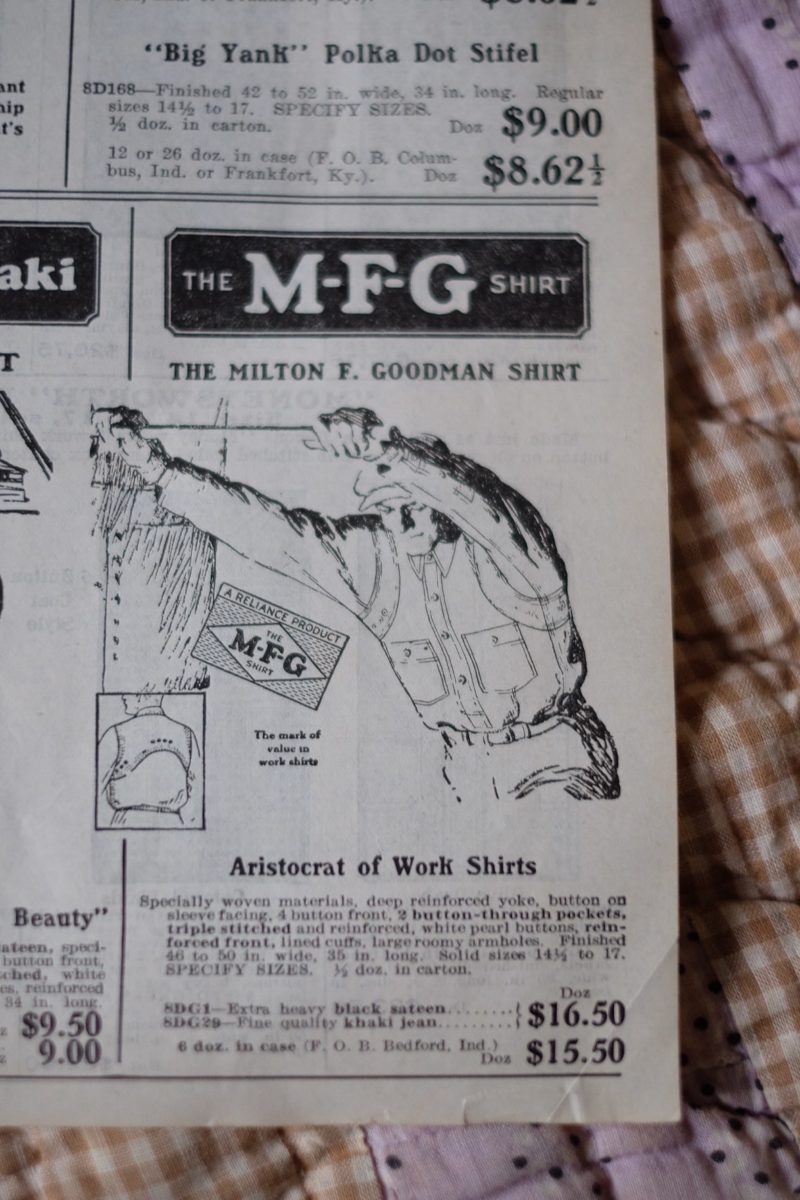 "Big Yank" Polka Dot Stifel
8D168—Finished 42 to 52 in. wide, 34 in. long. Regular
sizes 14½ to 17. SPECIFY SIZES.
½ doz. in carton. Doz $9.00
12 or 26 doz. in case (F. O. B. Colum-
bus, Ind. or Frankfort, Ky.). Doz $8.62½
aki
THE M-F-G SHIRT
THE MILTON F. GOODMAN SHIRT
A RELIANCE PRODUCT
THE
M-F-G
SHIRT
The mark of
value in
work shirts
Aristocrat of Work Shirts
Specially woven materials, deep reinforced yoke, button on
sleeve facing, 4 button front, 2 button-through pockets,
triple stitched and reinforced, white pearl buttons, rein-
forced front, lined cuffs, large roomy armholes. Finished
46 to 50 in. wide, 35 in. long. Solid sizes 14½ to 17.
SPECIFY SIZES. ½ doz. in carton.
Doz
8DG1—Extra heavy black sateen
8DG29—Fine quality khaki jean
$16.50
6 doz. in case (F. O. B. Bedford, Ind.)
Doz $15.50
Beauty"
ateen, speci-
button front,
ched, white
es, reinforced
34 in. long.
$9.50
9.00